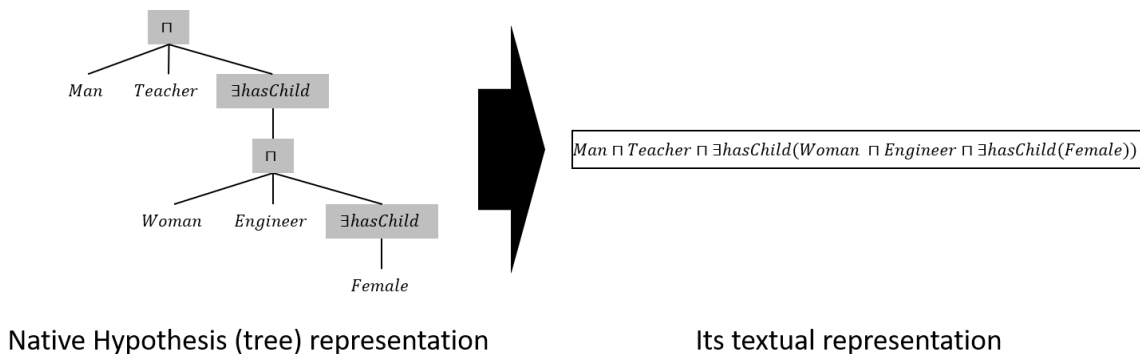 ⊓
Man Teacher ∃hasChild
⊓
Woman Engineer ∃hasChild
Female
Man ⊓ Teacher ⊓ ∃hasChild(Woman ⊓ Engineer ⊓ ∃hasChild(Female))
Native Hypothesis (tree) representation
Its textual representation